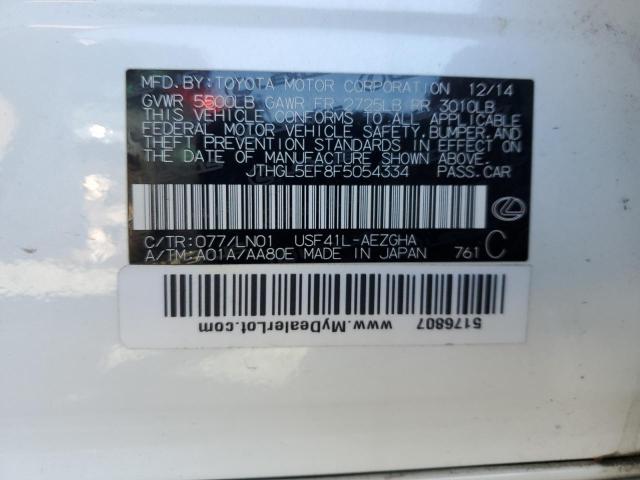 MFD. BY: TOYOTA MOTOR CORPORATION 12/14
GVWR 5500LB GAWR FR 2725LB RR 3010LB
THIS VEHICLE CONFORMS TO ALL APPLICABLE
FEDERAL MOTOR VEHICLE SAFETY, BUMPER, AND
THEFT PREVENTION STANDARDS IN EFFECT ON
THE DATE OF MANUFACTURE SHOWN ABOVE.
JTHGL5EF8F5054334 PASS.CAR
C/TR:077/LN01 USF41L-AEZGHA
A/TM:A01A/AA80E MADE IN JAPAN 761 C
5176807
www.MyDealerLot.com